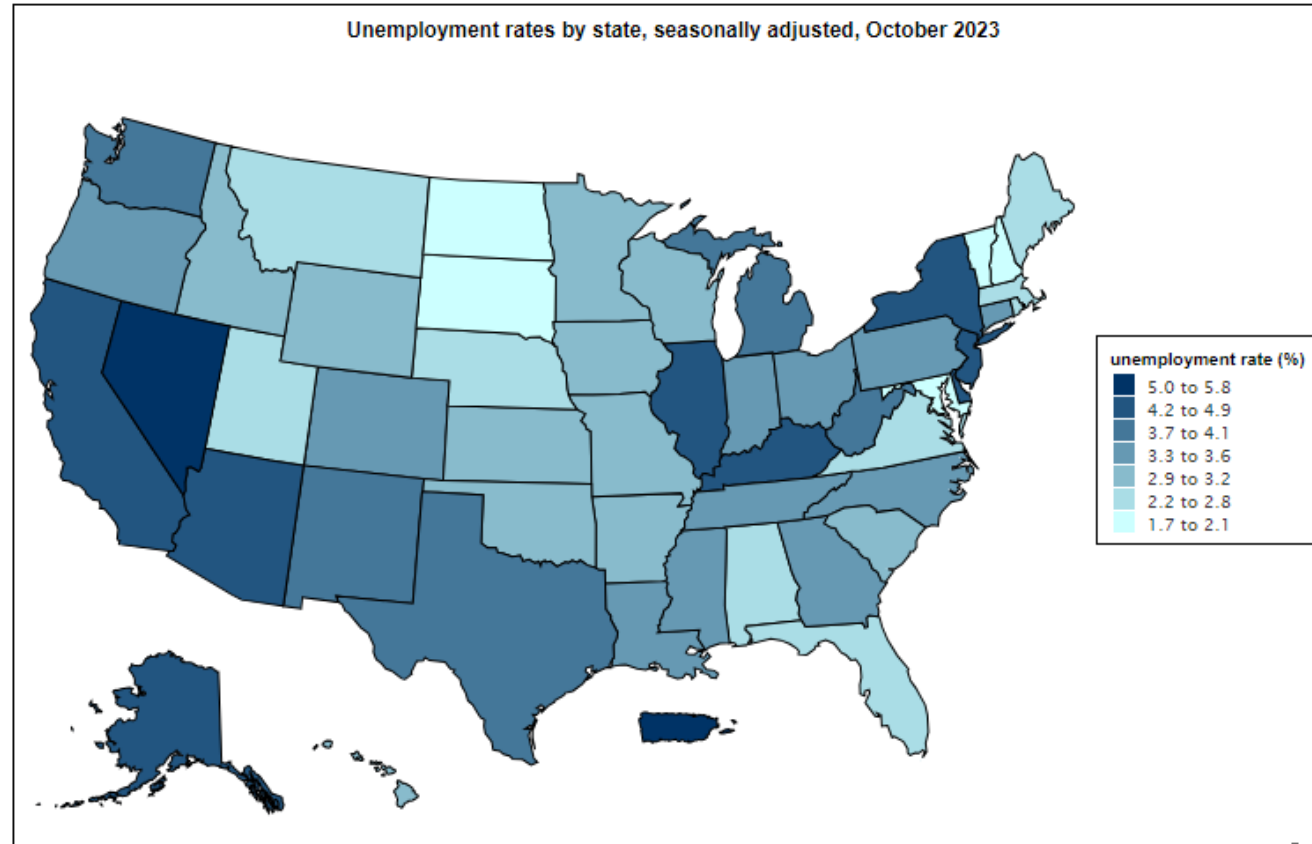 Unemployment rates by state, seasonally adjusted, October 2023
unemployment rate (%)
5.0 to 5.8
4.2 to 4.9
3.7 to 4.1
3.3 to 3.6
2.9 to 3.2
2.2 to 2.8
1.7 to 2.1